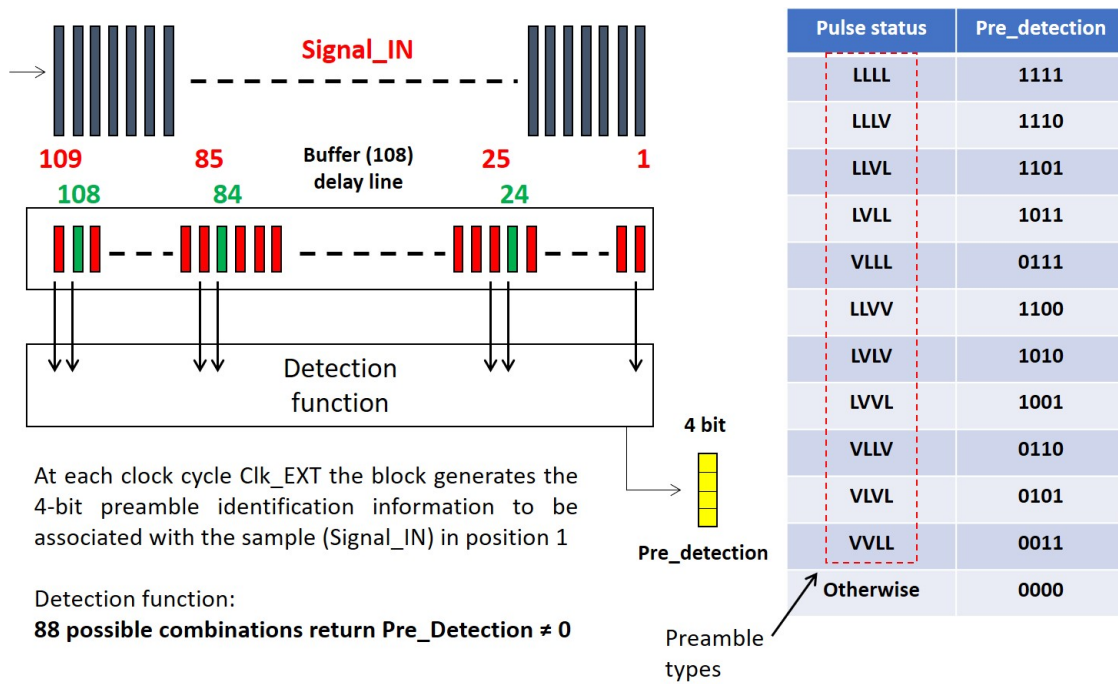 Signal_IN
109
85
Buffer (108)
delay line
25
1
108
84
24
Detection
function
4 bit
Pre_detection
At each clock cycle Clk_EXT the block generates the
4-bit preamble identification information to be
associated with the sample (Signal_IN) in position 1
Detection function:
88 possible combinations return Pre_Detection ≠ 0
Pulse status Pre_detection
LLLL 1111
LLLV 1110
LLVL 1101
LVLL 1011
VLLL 0111
LLVV 1100
LVLV 1010
LVVL 1001
VLLV 0110
VLVL 0101
VVLL 0011
Otherwise 0000
Preamble
types